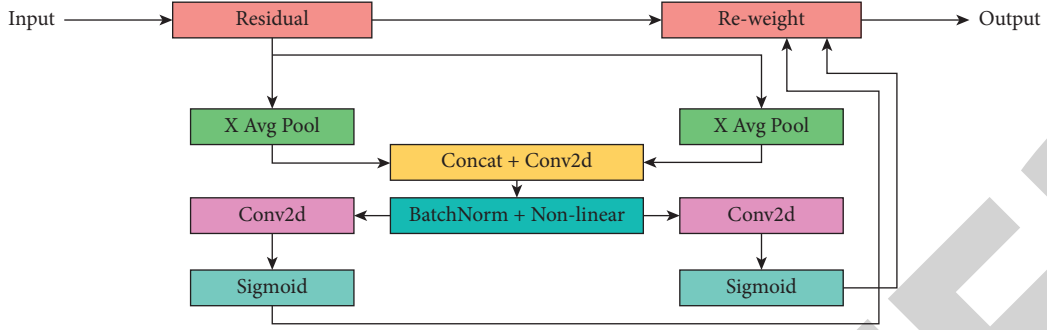 Input
Residual
Re-weight
Output
X Avg Pool
X Avg Pool
Concat + Conv2d
Conv2d
BatchNorm + Non-linear
Conv2d
Sigmoid
Sigmoid